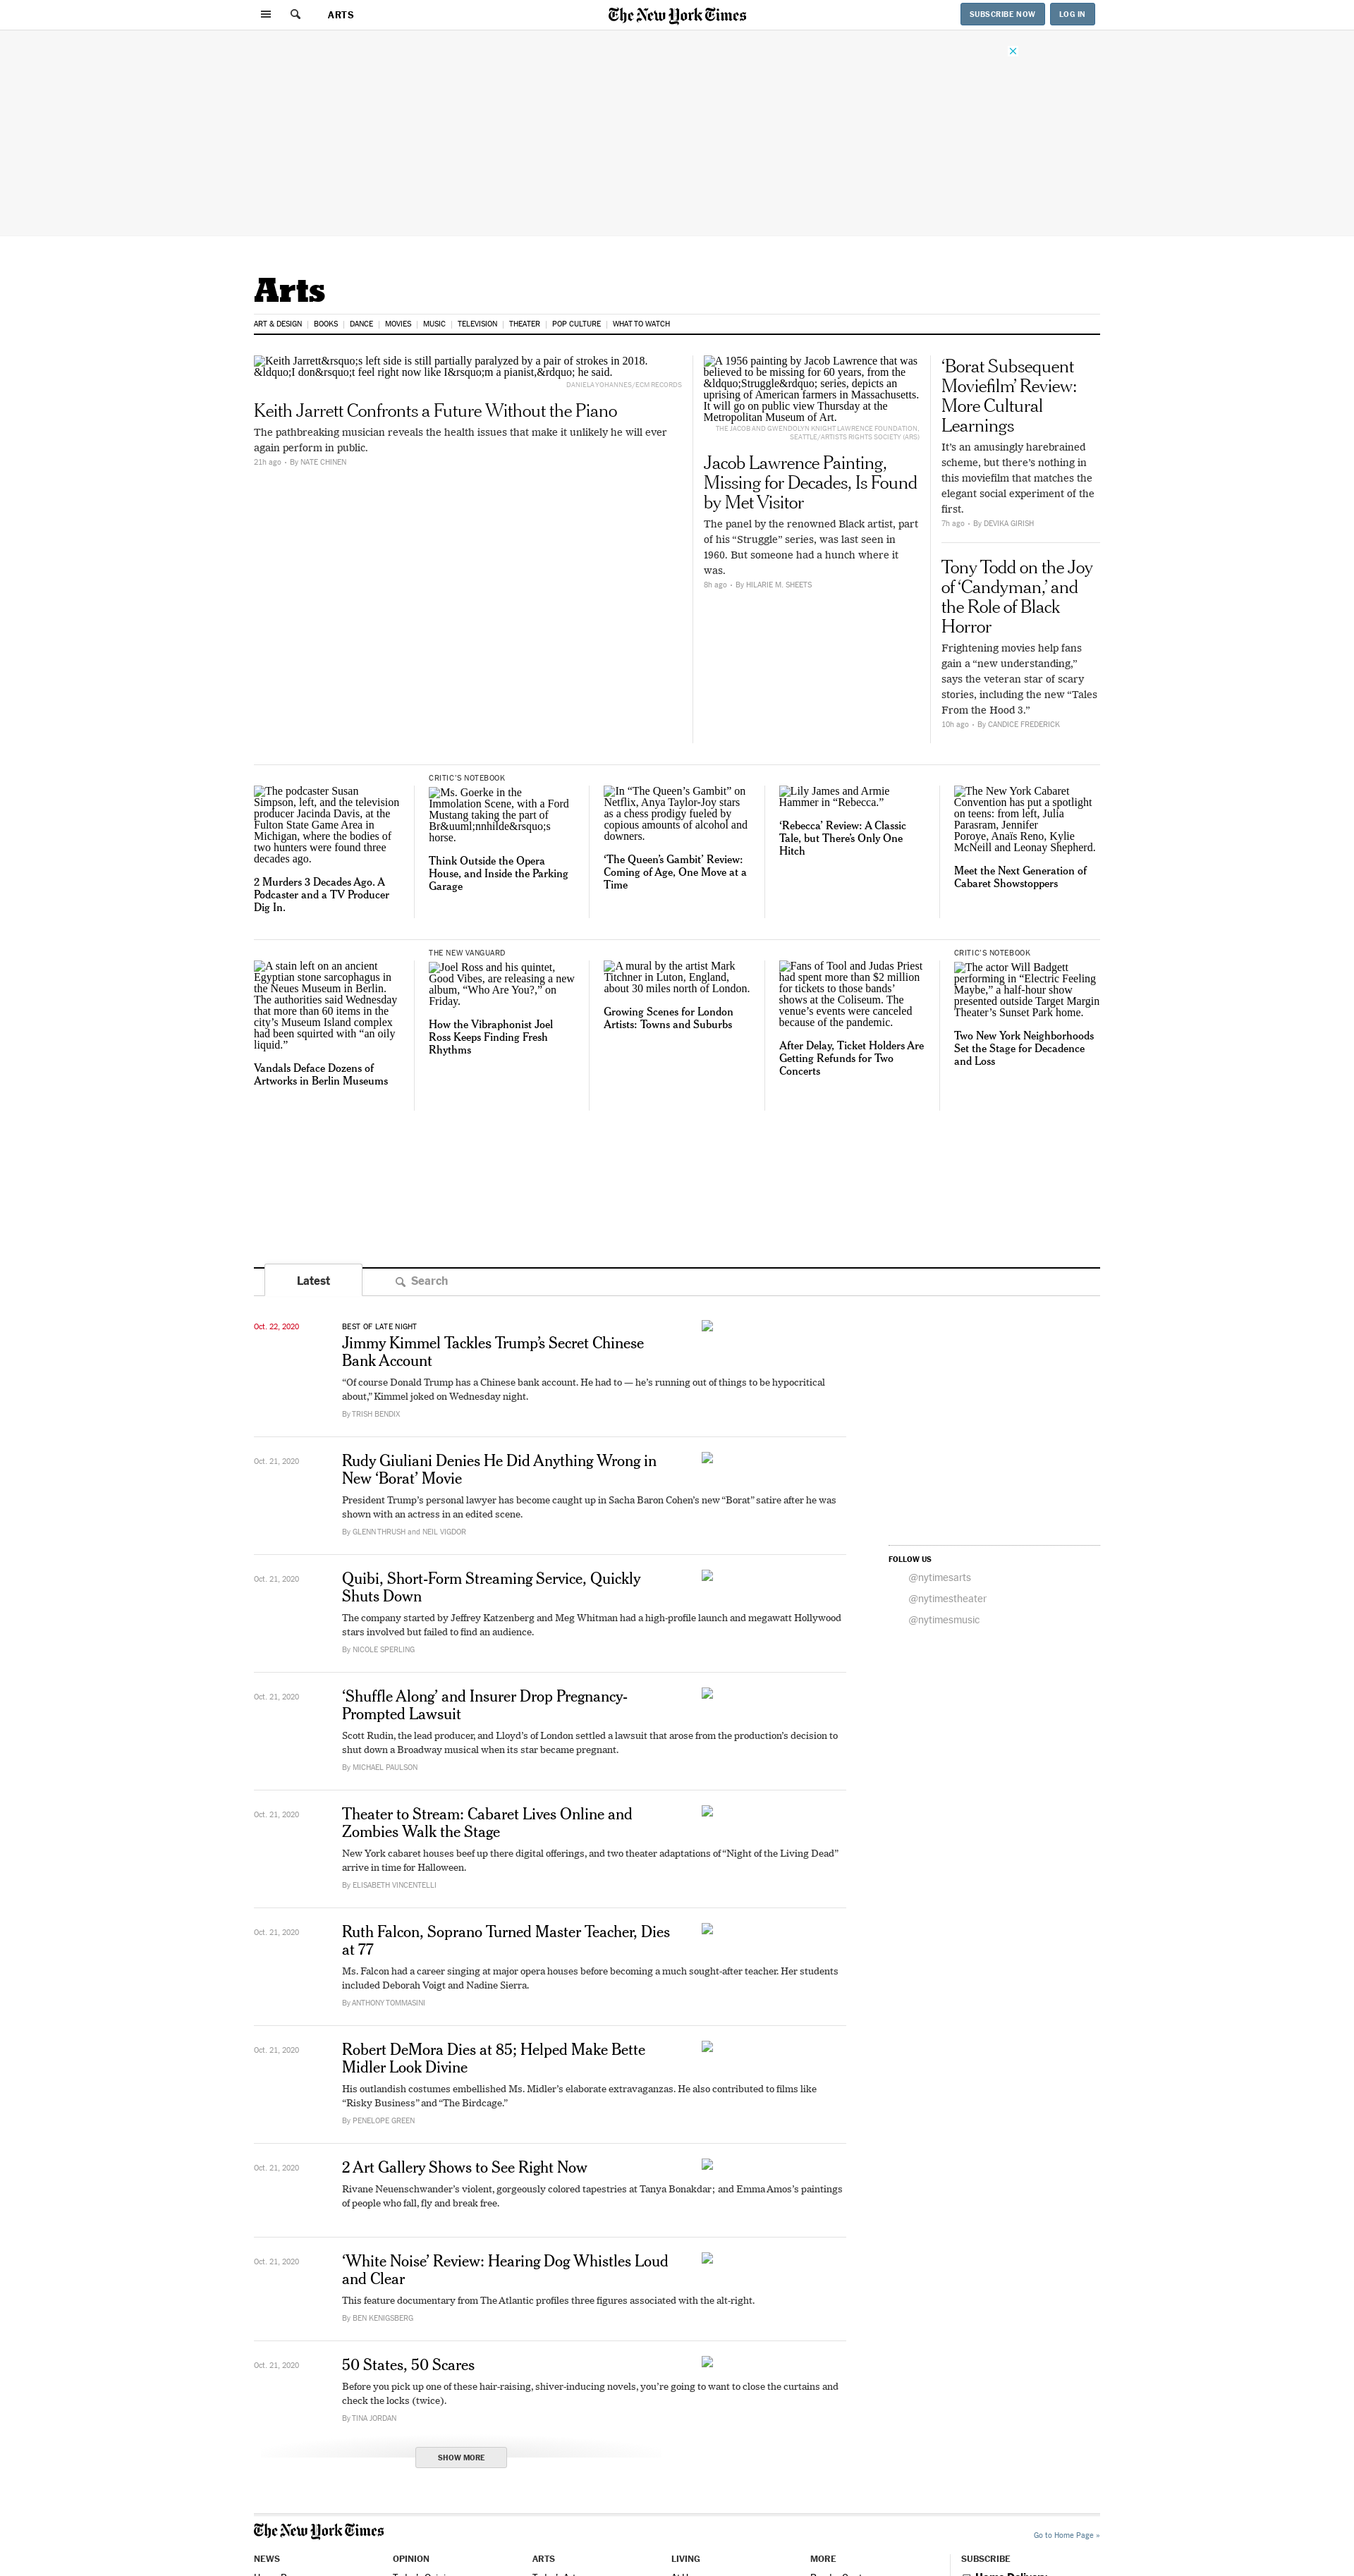 ARTS
The New York Times
SUBSCRIBE NOW
LOG IN
Arts
ART & DESIGN | BOOKS | DANCE | MOVIES | MUSIC | TELEVISION | THEATER | POP CULTURE | WHAT TO WATCH
Keith Jarrett&rsquo;s left side is still partially paralyzed by a pair of strokes in 2018.
&ldquo;I don&rsquo;t feel right now like I&rsquo;m a pianist,&rdquo; he said.
DANIELA YOHANNES/ECM RECORDS
Keith Jarrett Confronts a Future Without the Piano
The pathbreaking musician reveals the health issues that make it unlikely he will ever
again perform in public.
21h ago • By NATE CHINEN
A 1956 painting by Jacob Lawrence that was
believed to be missing for 60 years, from the
&ldquo;Struggle&rdquo; series, depicts an
uprising of American farmers in Massachusetts.
It will go on public view Thursday at the
Metropolitan Museum of Art.
THE JACOB AND GWENDOLYN KNIGHT LAWRENCE FOUNDATION,
SEATTLE/ARTISTS RIGHTS SOCIETY (ARS)
Jacob Lawrence Painting,
Missing for Decades, Is Found
by Met Visitor
The panel by the renowned Black artist, part
of his “Struggle” series, was last seen in
1960. But someone had a hunch where it
was.
8h ago • By HILARIE M. SHEETS
‘Borat Subsequent
Moviefilm’ Review:
More Cultural
Learnings
It’s an amusingly harebrained
scheme, but there’s nothing in
this moviefilm that matches the
elegant social experiment of the
first.
7h ago • By DEVIKA GIRISH
Tony Todd on the Joy
of ‘Candyman,’ and
the Role of Black
Horror
Frightening movies help fans
gain a “new understanding,”
says the veteran star of scary
stories, including the new “Tales
From the Hood 3.”
10h ago • By CANDICE FREDERICK
The podcaster Susan
Simpson, left, and the television
producer Jacinda Davis, at the
Fulton State Game Area in
Michigan, where the bodies of
two hunters were found three
decades ago.
2 Murders 3 Decades Ago. A
Podcaster and a TV Producer
Dig In.
CRITIC’S NOTEBOOK
Ms. Goerke in the
Immolation Scene, with a Ford
Mustang taking the part of
Br&uuml;nnhilde&rsquo;s
horse.
Think Outside the Opera
House, and Inside the Parking
Garage
In “The Queen’s Gambit” on
Netflix, Anya Taylor-Joy stars
as a chess prodigy fueled by
copious amounts of alcohol and
downers.
‘The Queen’s Gambit’ Review:
Coming of Age, One Move at a
Time
Lily James and Armie
Hammer in “Rebecca.”
‘Rebecca’ Review: A Classic
Tale, but There’s Only One
Hitch
The New York Cabaret
Convention has put a spotlight
on teens: from left, Julia
Parasram, Jennifer
Poroye, Anaïs Reno, Kylie
McNeill and Leonay Shepherd.
Meet the Next Generation of
Cabaret Showstoppers
A stain left on an ancient
Egyptian stone sarcophagus in
the Neues Museum in Berlin.
The authorities said Wednesday
that more than 60 items in the
city’s Museum Island complex
had been squirted with “an oily
liquid.”
Vandals Deface Dozens of
Artworks in Berlin Museums
THE NEW VANGUARD
Joel Ross and his quintet,
Good Vibes, are releasing a new
album, “Who Are You?,” on
Friday.
How the Vibraphonist Joel
Ross Keeps Finding Fresh
Rhythms
A mural by the artist Mark
Titchner in Luton, England,
about 30 miles north of London.
Growing Scenes for London
Artists: Towns and Suburbs
Fans of Tool and Judas Priest
had spent more than $2 million
for tickets to those bands’
shows at the Coliseum. The
venue’s events were canceled
because of the pandemic.
After Delay, Ticket Holders Are
Getting Refunds for Two
Concerts
CRITIC’S NOTEBOOK
The actor Will Badgett
performing in “Electric Feeling
Maybe,” a half-hour show
presented outside Target Margin
Theater’s Sunset Park home.
Two New York Neighborhoods
Set the Stage for Decadence
and Loss
Latest
Search
Oct. 22, 2020
BEST OF LATE NIGHT
Jimmy Kimmel Tackles Trump’s Secret Chinese
Bank Account
“Of course Donald Trump has a Chinese bank account. He had to — he’s running out of things to be hypocritical
about,” Kimmel joked on Wednesday night.
By TRISH BENDIX
Oct. 21, 2020
Rudy Giuliani Denies He Did Anything Wrong in
New ‘Borat’ Movie
President Trump’s personal lawyer has become caught up in Sacha Baron Cohen’s new “Borat” satire after he was
shown with an actress in an edited scene.
By GLENN THRUSH and NEIL VIGDOR
FOLLOW US
@nytimesarts
@nytimestheater
@nytimesmusic
Oct. 21, 2020
Quibi, Short-Form Streaming Service, Quickly
Shuts Down
The company started by Jeffrey Katzenberg and Meg Whitman had a high-profile launch and megawatt Hollywood
stars involved but failed to find an audience.
By NICOLE SPERLING
Oct. 21, 2020
‘Shuffle Along’ and Insurer Drop Pregnancy-
Prompted Lawsuit
Scott Rudin, the lead producer, and Lloyd’s of London settled a lawsuit that arose from the production’s decision to
shut down a Broadway musical when its star became pregnant.
By MICHAEL PAULSON
Oct. 21, 2020
Theater to Stream: Cabaret Lives Online and
Zombies Walk the Stage
New York cabaret houses beef up there digital offerings, and two theater adaptations of “Night of the Living Dead”
arrive in time for Halloween.
By ELISABETH VINCENTELLI
Oct. 21, 2020
Ruth Falcon, Soprano Turned Master Teacher, Dies
at 77
Ms. Falcon had a career singing at major opera houses before becoming a much sought-after teacher. Her students
included Deborah Voigt and Nadine Sierra.
By ANTHONY TOMMASINI
Oct. 21, 2020
Robert DeMora Dies at 85; Helped Make Bette
Midler Look Divine
His outlandish costumes embellished Ms. Midler’s elaborate extravaganzas. He also contributed to films like
“Risky Business” and “The Birdcage.”
By PENELOPE GREEN
Oct. 21, 2020
2 Art Gallery Shows to See Right Now
Rivane Neuenschwander’s violent, gorgeously colored tapestries at Tanya Bonakdar; and Emma Amos’s paintings
of people who fall, fly and break free.
Oct. 21, 2020
‘White Noise’ Review: Hearing Dog Whistles Loud
and Clear
This feature documentary from The Atlantic profiles three figures associated with the alt-right.
By BEN KENIGSBERG
Oct. 21, 2020
50 States, 50 Scares
Before you pick up one of these hair-raising, shiver-inducing novels, you’re going to want to close the curtains and
check the locks (twice).
By TINA JORDAN
SHOW MORE
The New York Times
Go to Home Page »
NEWS
OPINION
ARTS
LIVING
MORE
SUBSCRIBE